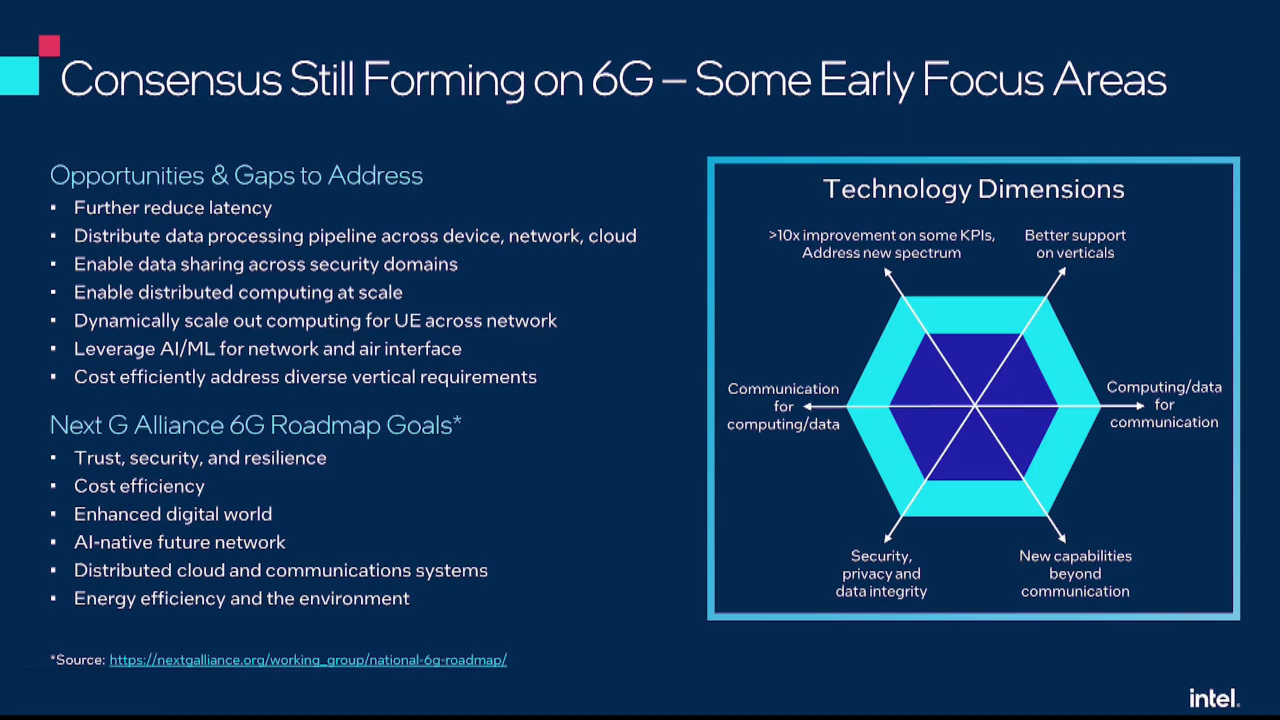 Consensus Still Forming on 6G – Some Early Focus Areas
Opportunities & Gaps to Address
▪ Further reduce latency
▪ Distribute data processing pipeline across device, network, cloud
▪ Enable data sharing across security domains
▪ Enable distributed computing at scale
▪ Dynamically scale out computing for UE across network
▪ Leverage AI/ML for network and air interface
▪ Cost efficiently address diverse vertical requirements
Next G Alliance 6G Roadmap Goals*
▪ Trust, security, and resilience
▪ Cost efficiency
▪ Enhanced digital world
▪ AI-native future network
▪ Distributed cloud and communications systems
▪ Energy efficiency and the environment
*Source: https://nextgalliance.org/working_group/national-6g-roadmap/
Technology Dimensions
>10x improvement on some KPIs,
Address new spectrum
Better support
on verticals
Communication
for
computing/data
Computing/data
for
communication
Security,
privacy and
data integrity
New capabilities
beyond
communication
intel.